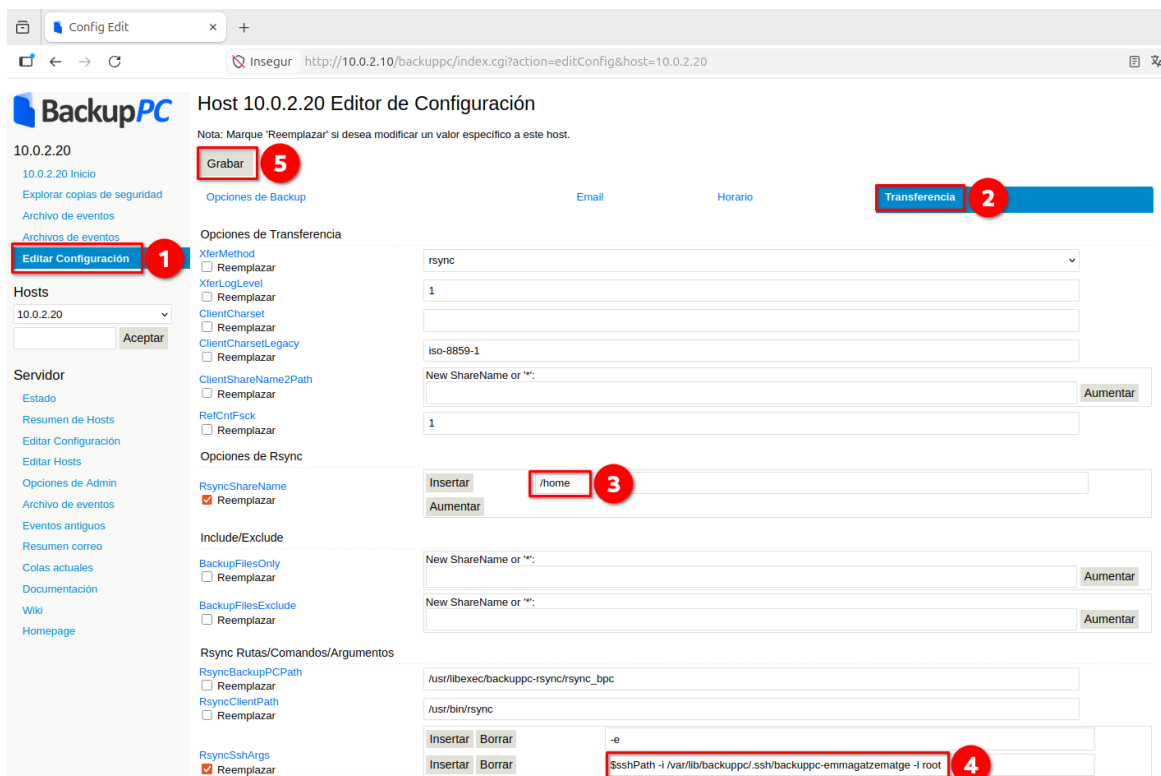 Config Edit
Insegur http://10.0.2.10/backuppc/index.cgi?action=editConfig&host=10.0.2.20
BackupPC
10.0.2.20
10.0.2.20 Inicio
Explorar copias de seguridad
Archivo de eventos
Archivos de eventos
Editar Configuración
1
Hosts
10.0.2.20
Aceptar
Servidor
Estado
Resumen de Hosts
Editar Configuración
Editar Hosts
Opciones de Admin
Archivo de eventos
Eventos antiguos
Resumen correo
Colas actuales
Documentación
Wiki
Homepage
Host 10.0.2.20 Editor de Configuración
Nota: Marque 'Reemplazar' si desea modificar un valor especifico a este host.
Grabar 5
Opciones de Backup Email Horario Transferencia 2
Opciones de Transferencia
XferMethod
Reemplazar
rsync
XferLogLevel
Reemplazar
1
ClientCharset
Reemplazar
ClientCharsetLegacy
Reemplazar
iso-8859-1
ClientShareName2Path
Reemplazar
New ShareName or '*':
Aumentar
RefCntFsck
Reemplazar
1
Opciones de Rsync
RsyncShareName
Reemplazar
Insertar /home 3
Aumentar
Include/Exclude
BackupFilesOnly
Reemplazar
New ShareName or '*':
Aumentar
BackupFilesExclude
Reemplazar
New ShareName or '*':
Aumentar
Rsync Rutas/Comandos/Argumentos
RsyncBackupPCPath
Reemplazar
/usr/libexec/backuppc-rsync/rsync_bpc
RsyncClientPath
Reemplazar
/usr/bin/rsync
RsyncSshArgs
Reemplazar
Insertar Borrar -e
Insertar Borrar $sshPath -i /var/lib/backuppc/.ssh/backuppc-emmagatzematge -l root 4